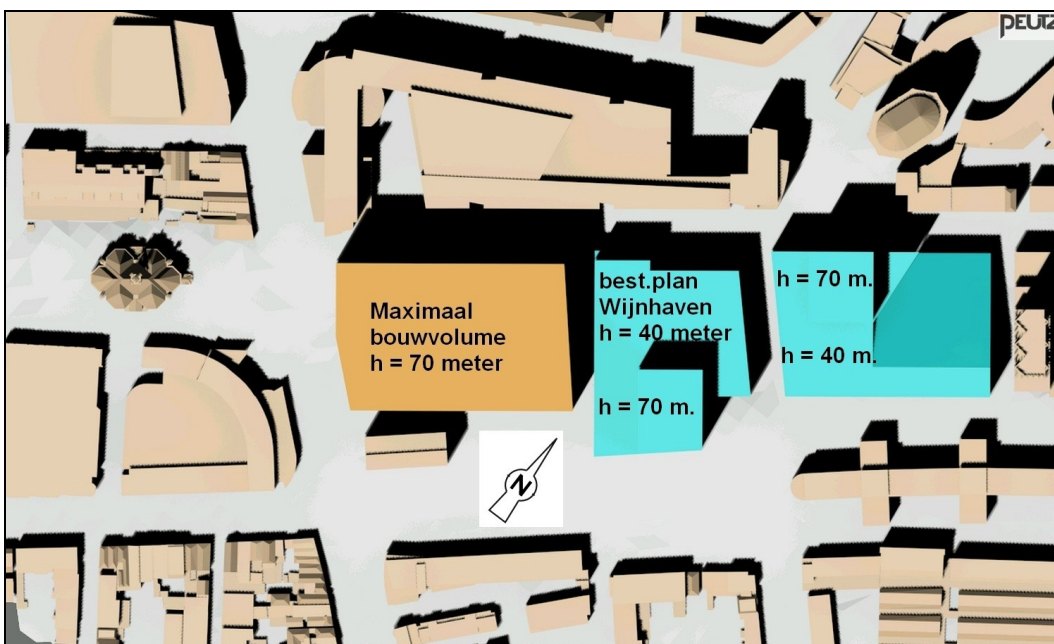 PEUTZ
Maximaal
bouwvolume
h = 70 meter
best.plan
Wijnhaven
h = 40 meter
h = 70 m.
h = 70 m.
h = 40 m.
N